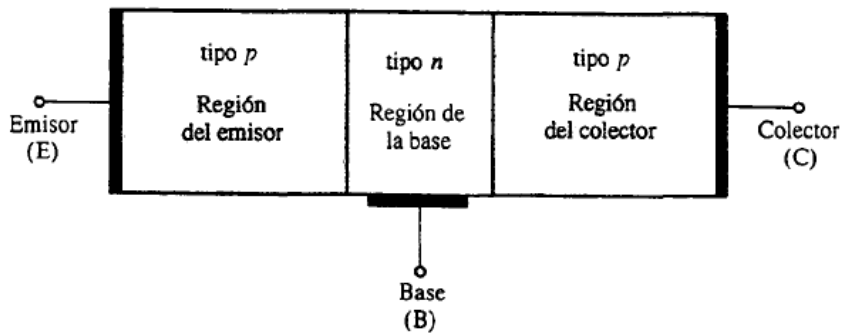 tipo p
Región
del emisor
tipo n
Región de
la base
tipo p
Región
del colector
Emisor
(E)
Colector
(C)
Base
(B)